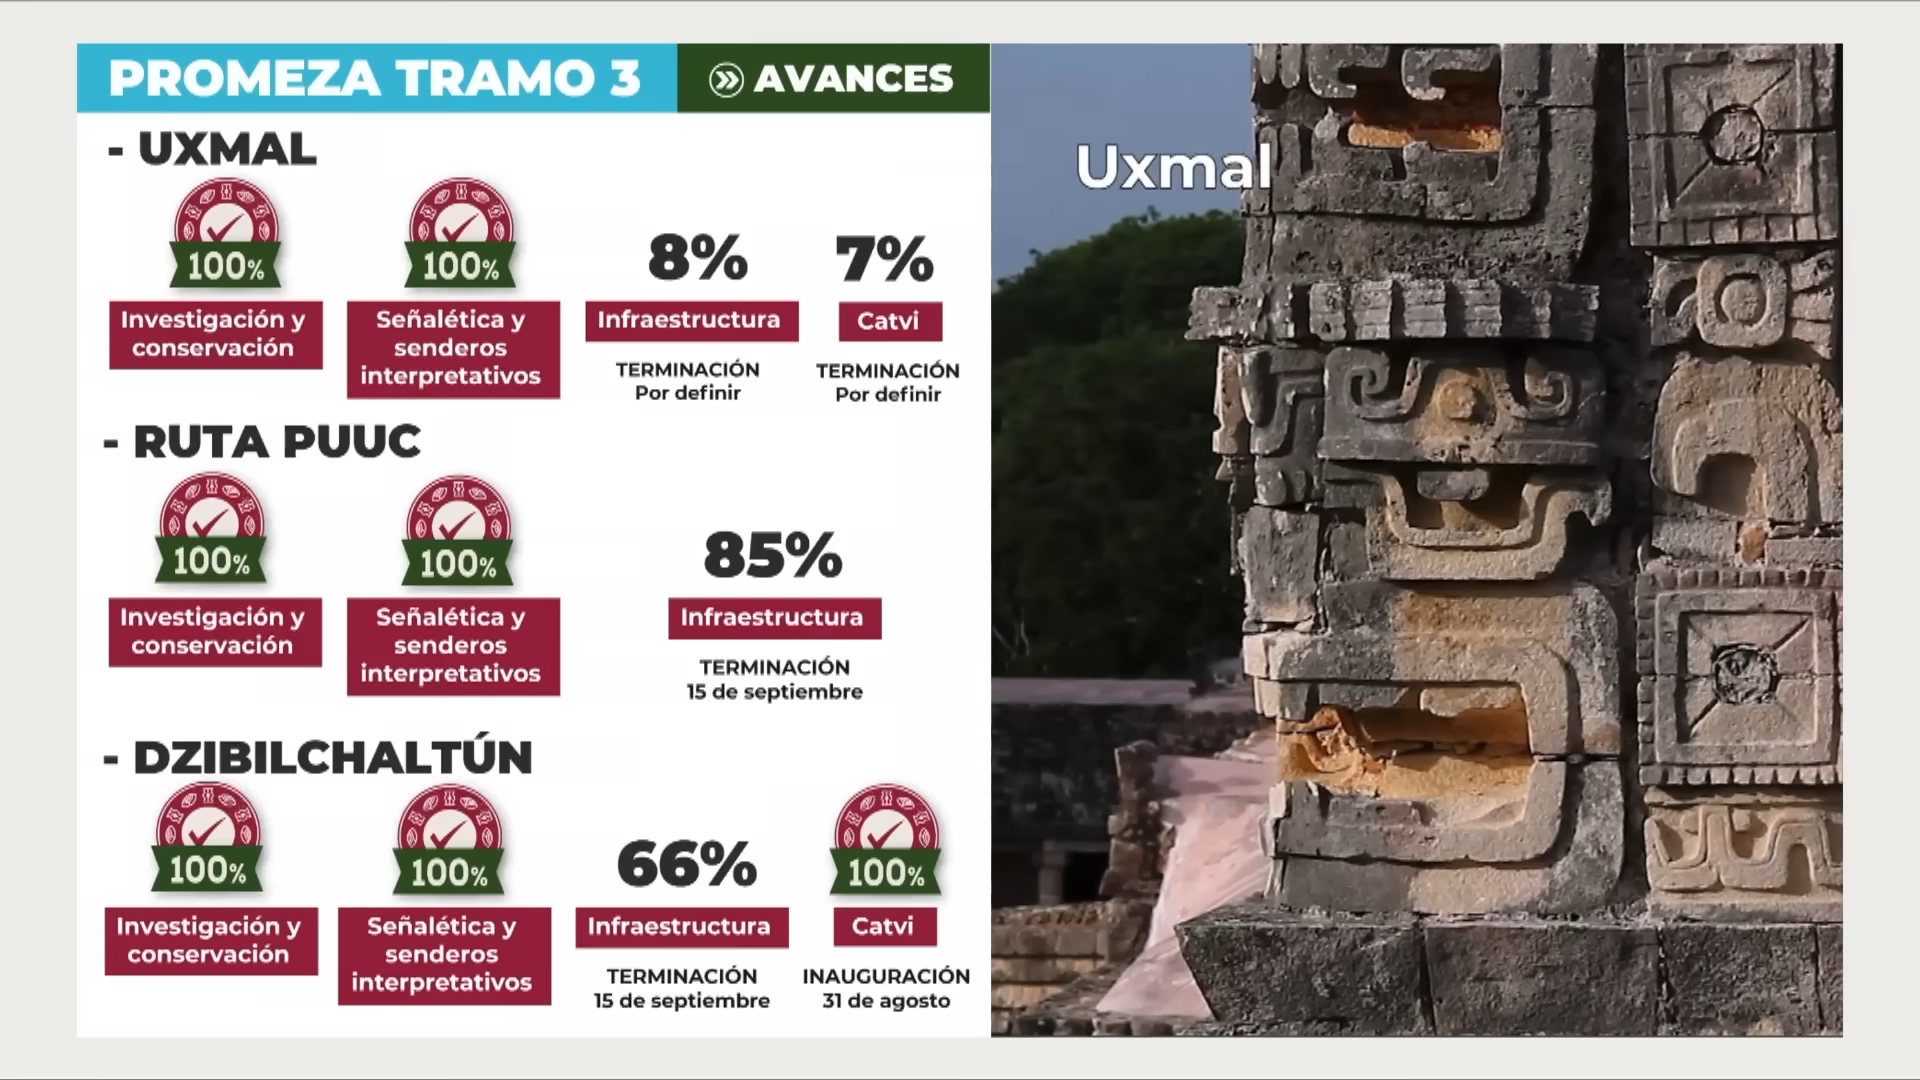 PROMEZA TRAMO 3
AVANCES
- UXMAL
100%
100%
8%
7%
Investigación y
conservación
Señalética y
senderos
interpretativos
Infraestructura
Catvi
TERMINACIÓN
Por definir
TERMINACIÓN
Por definir
- RUTA PUUC
100%
100%
85%
Investigación y
conservación
Señalética y
senderos
interpretativos
Infraestructura
TERMINACIÓN
15 de septiembre
- DZIBILCHALTÚN
100%
100%
66%
100%
Investigación y
conservación
Señalética y
senderos
interpretativos
Infraestructura
Catvi
TERMINACIÓN
15 de septiembre
INAUGURACIÓN
31 de agosto
Uxmal